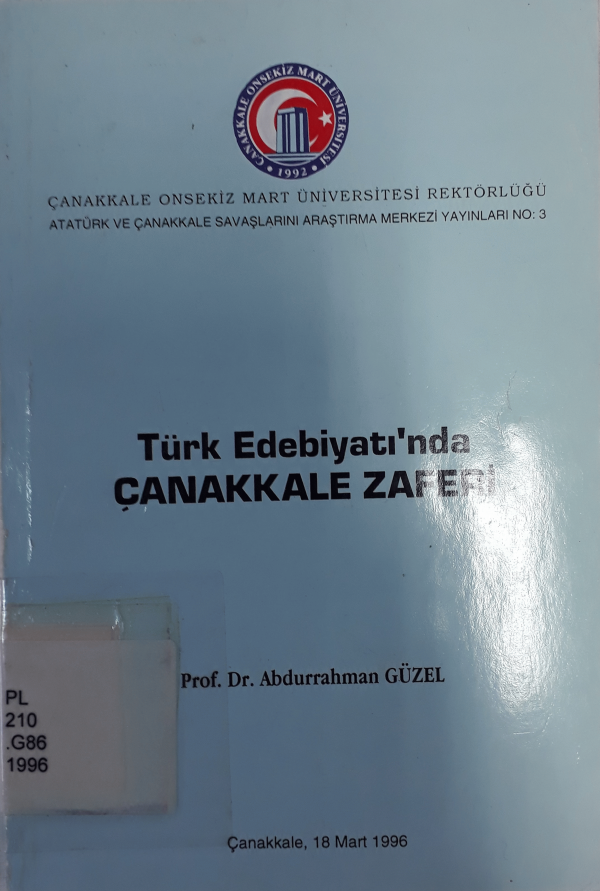 ÇANAKKALE ONSEKİZ MART ÜNİVERSİTESİ
• 1992 •
ÇANAKKALE ONSEKİZ MART ÜNİVERSİTESİ REKTÖRLÜĞÜ
ATATÜRK VE ÇANAKKALE SAVAŞLARINI ARAŞTIRMA MERKEZİ YAYINLARI NO: 3
Türk Edebiyatı'nda
ÇANAKKALE ZAFERİ
Prof. Dr. Abdurrahman GÜZEL
PL
210
.G86
1996
Çanakkale, 18 Mart 1996